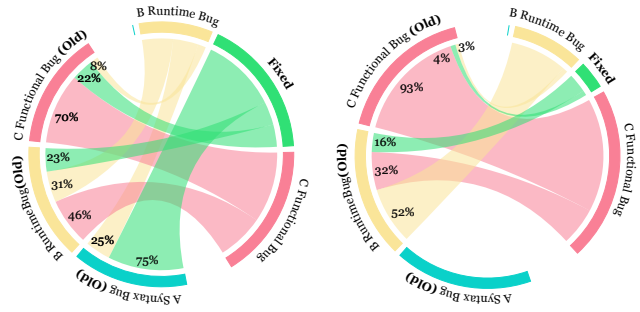 B Runtime Bug
Fixed
C Functional Bug
A Syntax Bug (Old)
B RuntimeBug(Old)
C Functional Bug (Old)
8%
22%
70%
23%
31%
46%
25%
75%
B Runtime Bug
Fixed
C Functional Bug
A Syntax Bug (Old)
B RuntimeBug(Old)
C Functional Bug (Old)
3%
4%
93%
16%
32%
52%